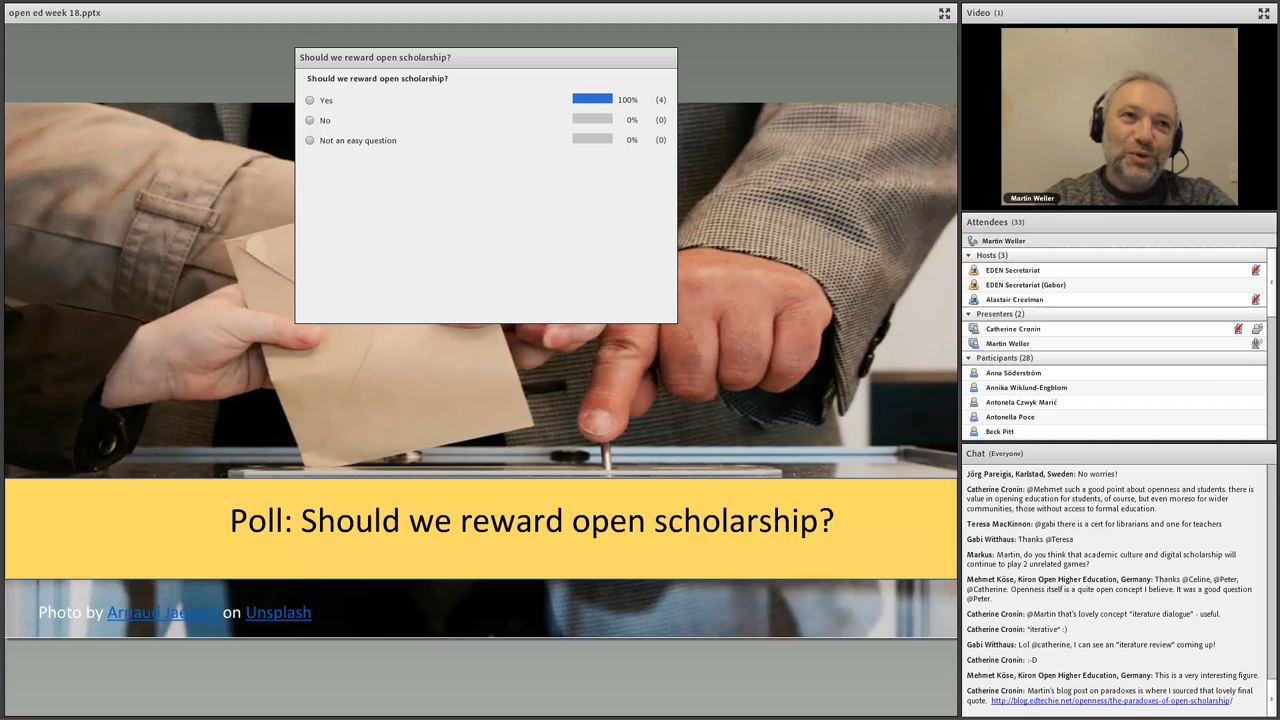 open ed week 18.pptx
Should we reward open scholarship?
Should we reward open scholarship?
Yes 100% (4)
No 0% (0)
Not an easy question 0% (0)
Poll: Should we reward open scholarship?
Photo by Arnaud Jaegers on Unsplash
Video (1)
Martin Weller
Attendees (33)
Martin Weller
Hosts (3)
EDEN Secretariat
EDEN Secretariat (Gabor)
Alastair Creelman
Presenters (2)
Catherine Cronin
Martin Weller
Participants (28)
Anna Söderström
Annika Wiklund-Engblom
Antonela Czwyk Marić
Antonella Poce
Beck Pitt
Chat (Everyone)
Jörg Pareigis, Karlstad, Sweden: No worries!
Catherine Cronin: @Mehmet such a good point about openness and students. there is
value in opening education for students, of course, but even moreso for wider
communities, those without access to formal education.
Teresa MacKinnon: @gabi there is a cert for librarians and one for teachers
Gabi Witthaus: Thanks @Teresa
Markus: Martin, do you think that academic culture and digital scholarship will
continue to play 2 unrelated games?
Mehmet Köse, Kiron Open Higher Education, Germany: Thanks @Celine, @Peter,
@Catherine. Openness itself is a quite open concept I believe. It was a good question
@Peter.
Catherine Cronin: @Martin that's lovely concept "iterature dialogue" - useful.
Catherine Cronin: *iterative* :)
Gabi Witthaus: Lol @catherine, I can see an "iterature review" coming up!
Catherine Cronin: :-D
Mehmet Köse, Kiron Open Higher Education, Germany: This is a very interesting figure.
Catherine Cronin: Martin's blog post on paradoxes is where I sourced that lovely final
quote. http://blog.edtechie.net/openness/the-paradoxes-of-open-scholarship/